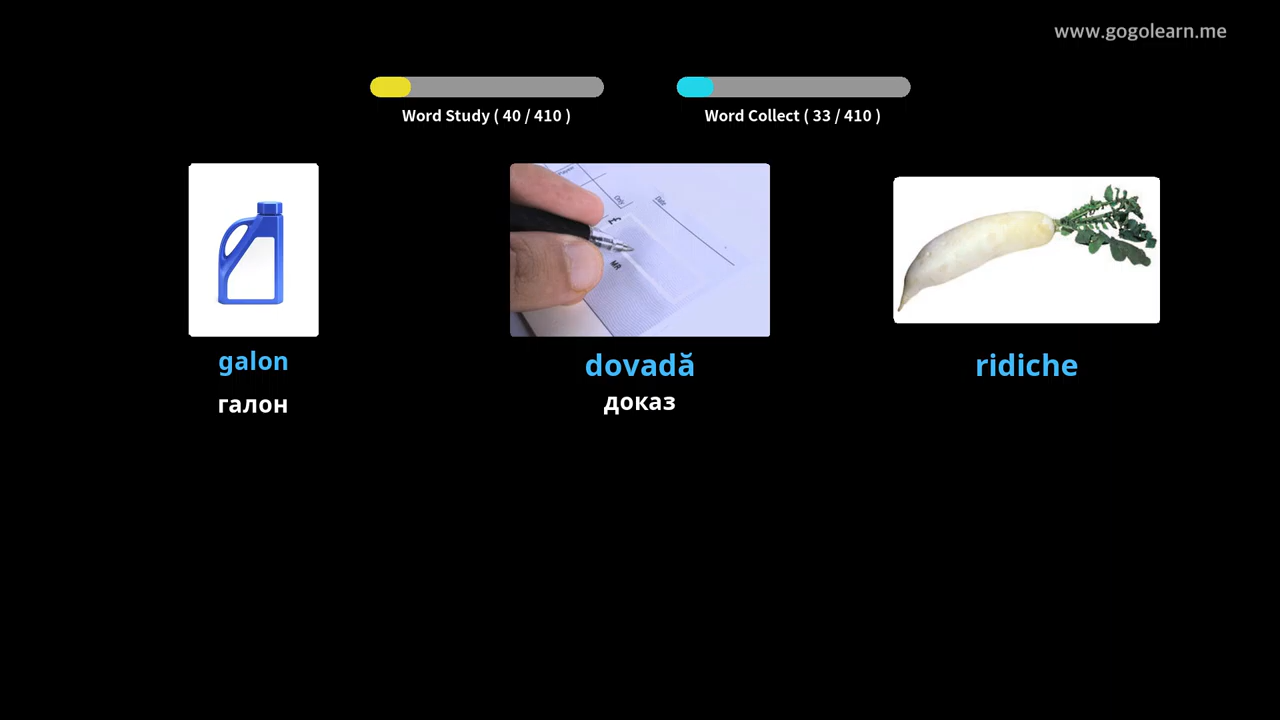 www.gogolearn.me
Word Study ( 40 / 410 )
Word Collect ( 33 / 410 )
galon
галон
dovadă
доказ
ridiche